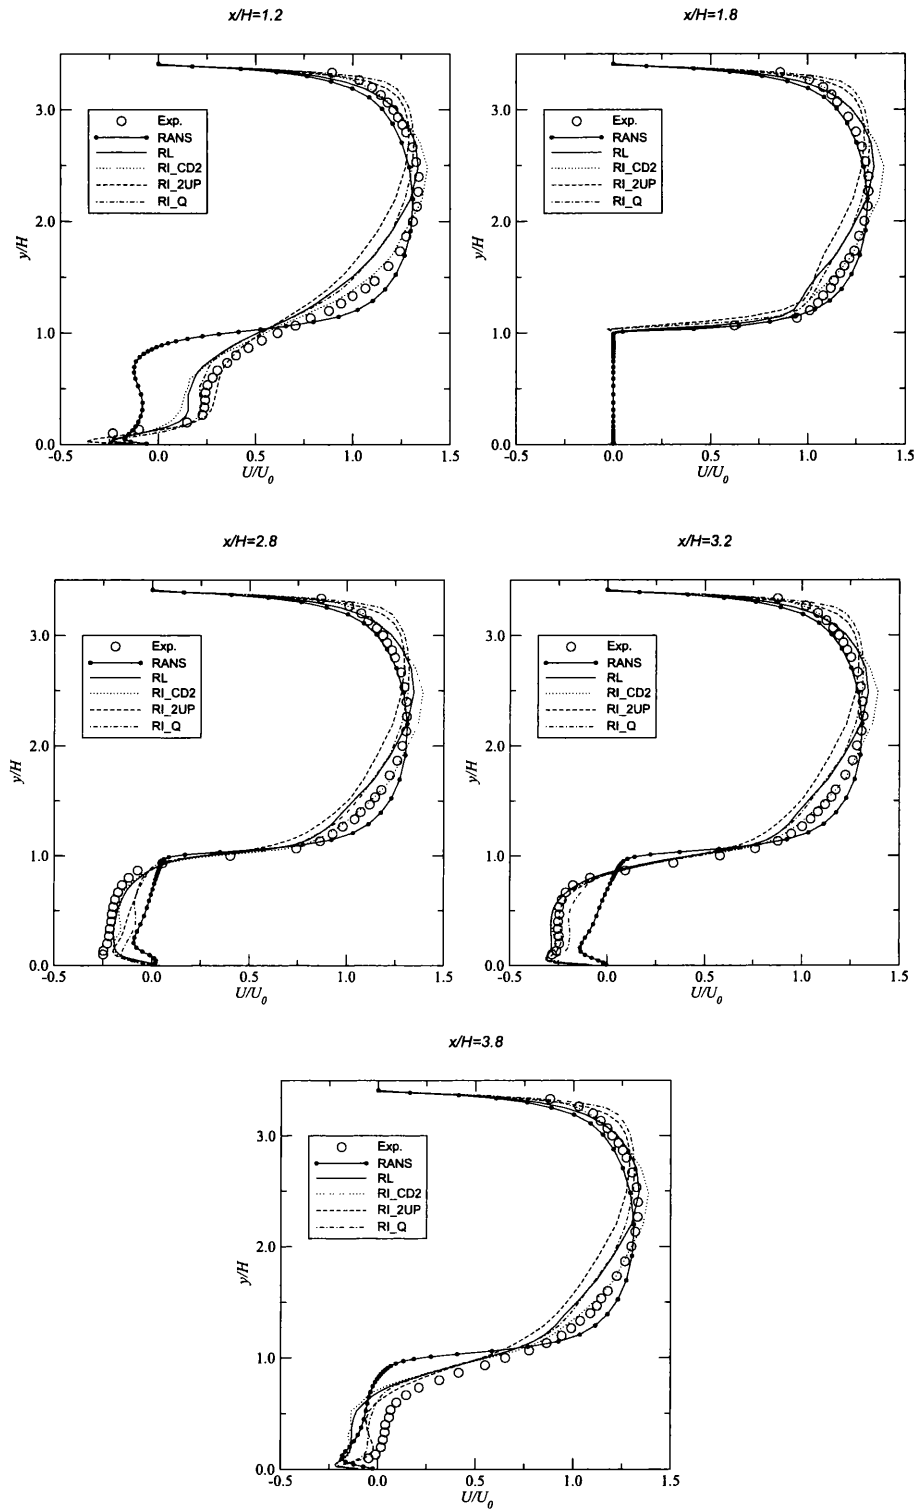 x/H=1.2
3.0
2.0
1.0
0.0
y/H
Exp.
RANS
RL
RI_CD2
RI_2UP
RI_Q
-0.5 0.0 0.5 1.0 1.5
U/U0
x/H=1.8
3.0
2.0
1.0
0.0
y/H
Exp.
RANS
RL
RI_CD2
RI_2UP
RI_Q
-0.5 0.0 0.5 1.0 1.5
U/U0
x/H=2.8
3.0
2.0
1.0
0.0
y/H
Exp.
RANS
RL
RI_CD2
RI_2UP
RI_Q
-0.5 0.0 0.5 1.0 1.5
U/U0
x/H=3.2
3.0
2.0
1.0
0.0
y/H
Exp.
RANS
RL
RI_CD2
RI_2UP
RI_Q
-0.5 0.0 0.5 1.0 1.5
U/U0
x/H=3.8
3.0
2.0
1.0
0.0
y/H
Exp.
RANS
RL
RI_CD2
RI_2UP
RI_Q
-0.5 0.0 0.5 1.0 1.5
U/U0